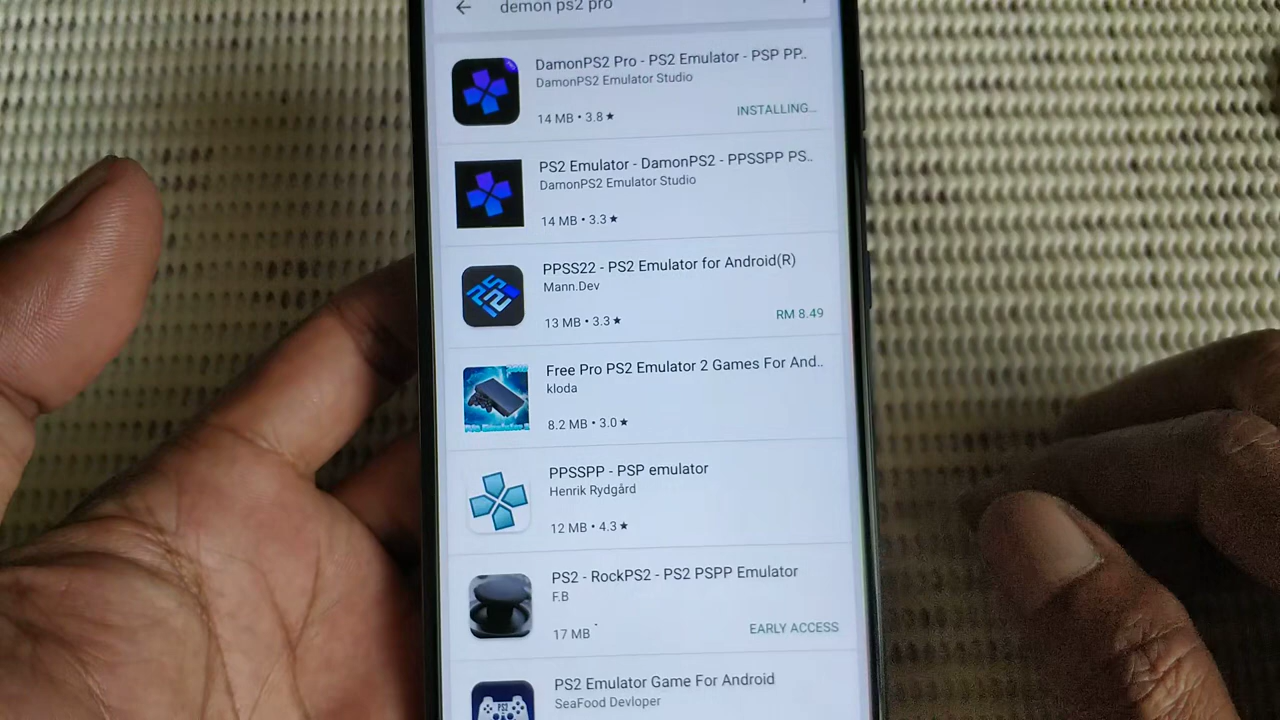 demon ps2 pro
DamonPS2 Pro - PS2 Emulator - PSP PP..
DamonPS2 Emulator Studio
14 MB • 3.8 ★
INSTALLING...
PS2 Emulator - DamonPS2 - PPSSPP PS..
DamonPS2 Emulator Studio
14 MB • 3.3 ★
PPSS22 - PS2 Emulator for Android(R)
Mann.Dev
13 MB • 3.3 ★
RM 8.49
Free Pro PS2 Emulator 2 Games For And..
kloda
8.2 MB • 3.0 ★
PPSSPP - PSP emulator
Henrik Rydgård
12 MB • 4.3 ★
PS2 - RockPS2 - PS2 PSPP Emulator
F.B
17 MB
EARLY ACCESS
PS2 Emulator Game For Android
SeaFood Devloper
PS2